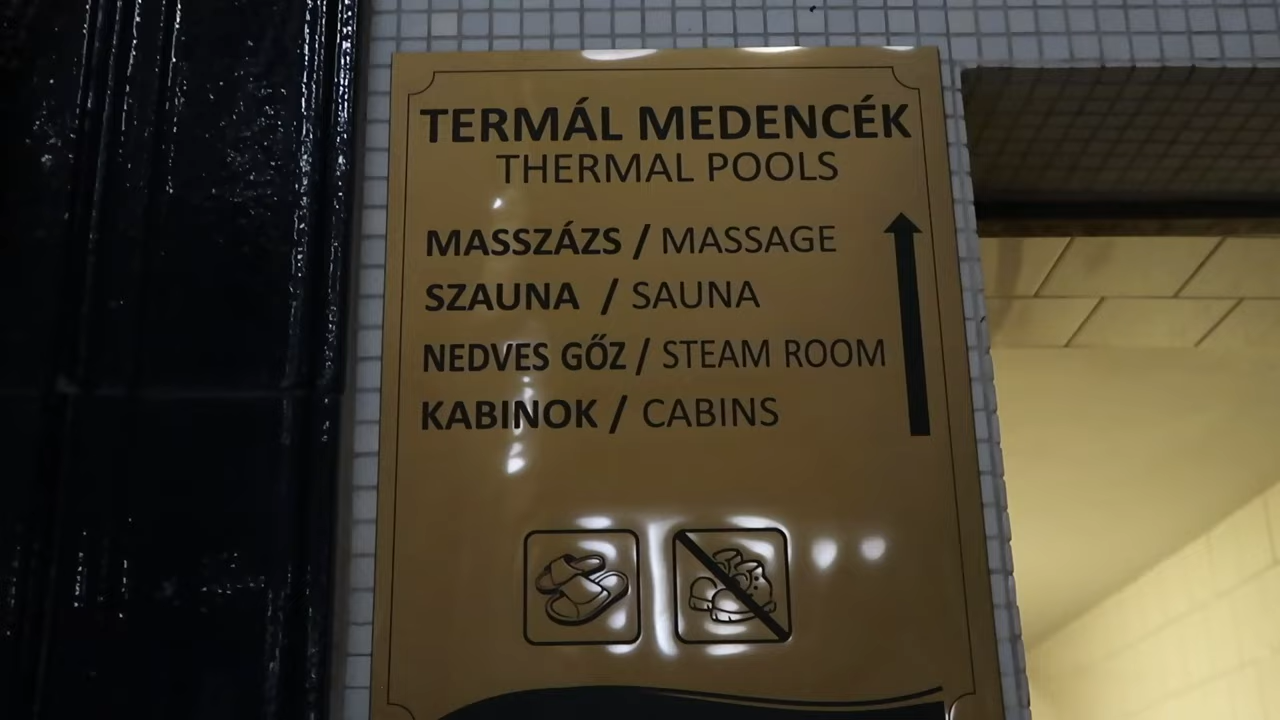 TERMÁL MEDENCÉK
THERMAL POOLS
MASSZÁZS / MASSAGE
SZAUNA / SAUNA
NEDVES GŐZ / STEAM ROOM
KABINOK / CABINS